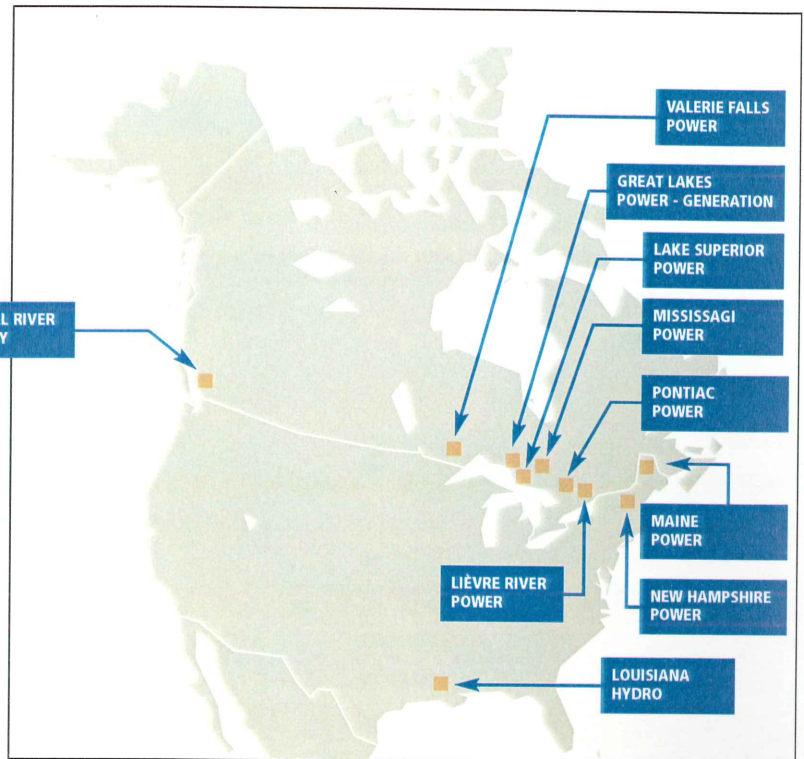 VALERIE FALLS
POWER
GREAT LAKES
POWER - GENERATION
LAKE SUPERIOR
POWER
MISSISSAGI
POWER
L RIVER
Y
PONTIAC
POWER
MAINE
POWER
LIÈVRE RIVER
POWER
NEW HAMPSHIRE
POWER
LOUISIANA
HYDRO